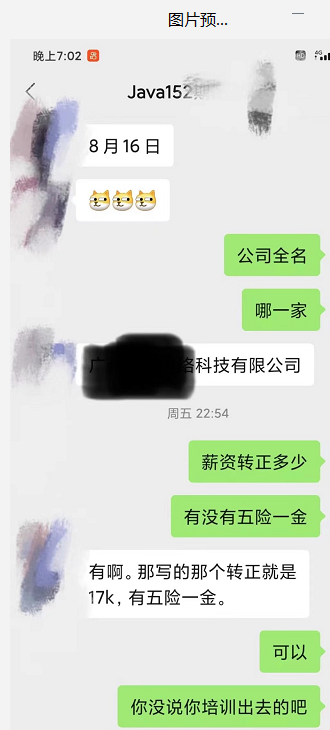 图片预...
晚上7:02
4G
Java152
8月16日
公司全名
哪一家
络科技有限公司
周五 22:54
薪资转正多少
有没有五险一金
有啊。那写的那个转正就是
17k，有五险一金。
可以
你没说你培训出去的吧